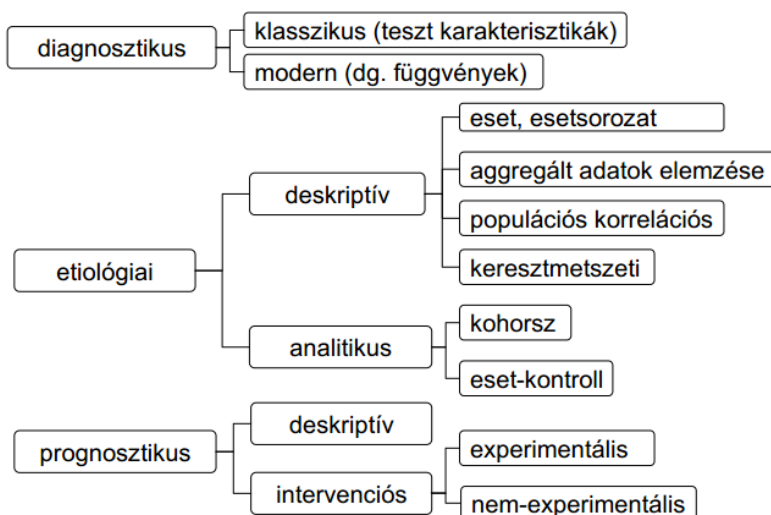 diagnosztikus
klasszikus (teszt karakterisztikák)
modern (dg. függvények)
etiológiai
deskriptív
eset, esetsorozat
aggregált adatok elemzése
populációs korrelációs
keresztmetszeti
analitikus
kohorsz
eset-kontroll
prognosztikus
deskriptív
intervenciós
experimentális
nem-experimentális